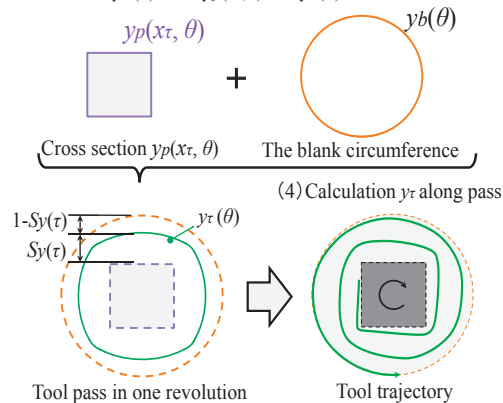 yp(xτ, θ)
yb(θ)
+
Cross section yp(xτ, θ)
The blank circumference
(4) Calculation yτ along pass
1-Sy(τ)
yτ(θ)
Sy(τ)
Tool pass in one revolution
Tool trajectory